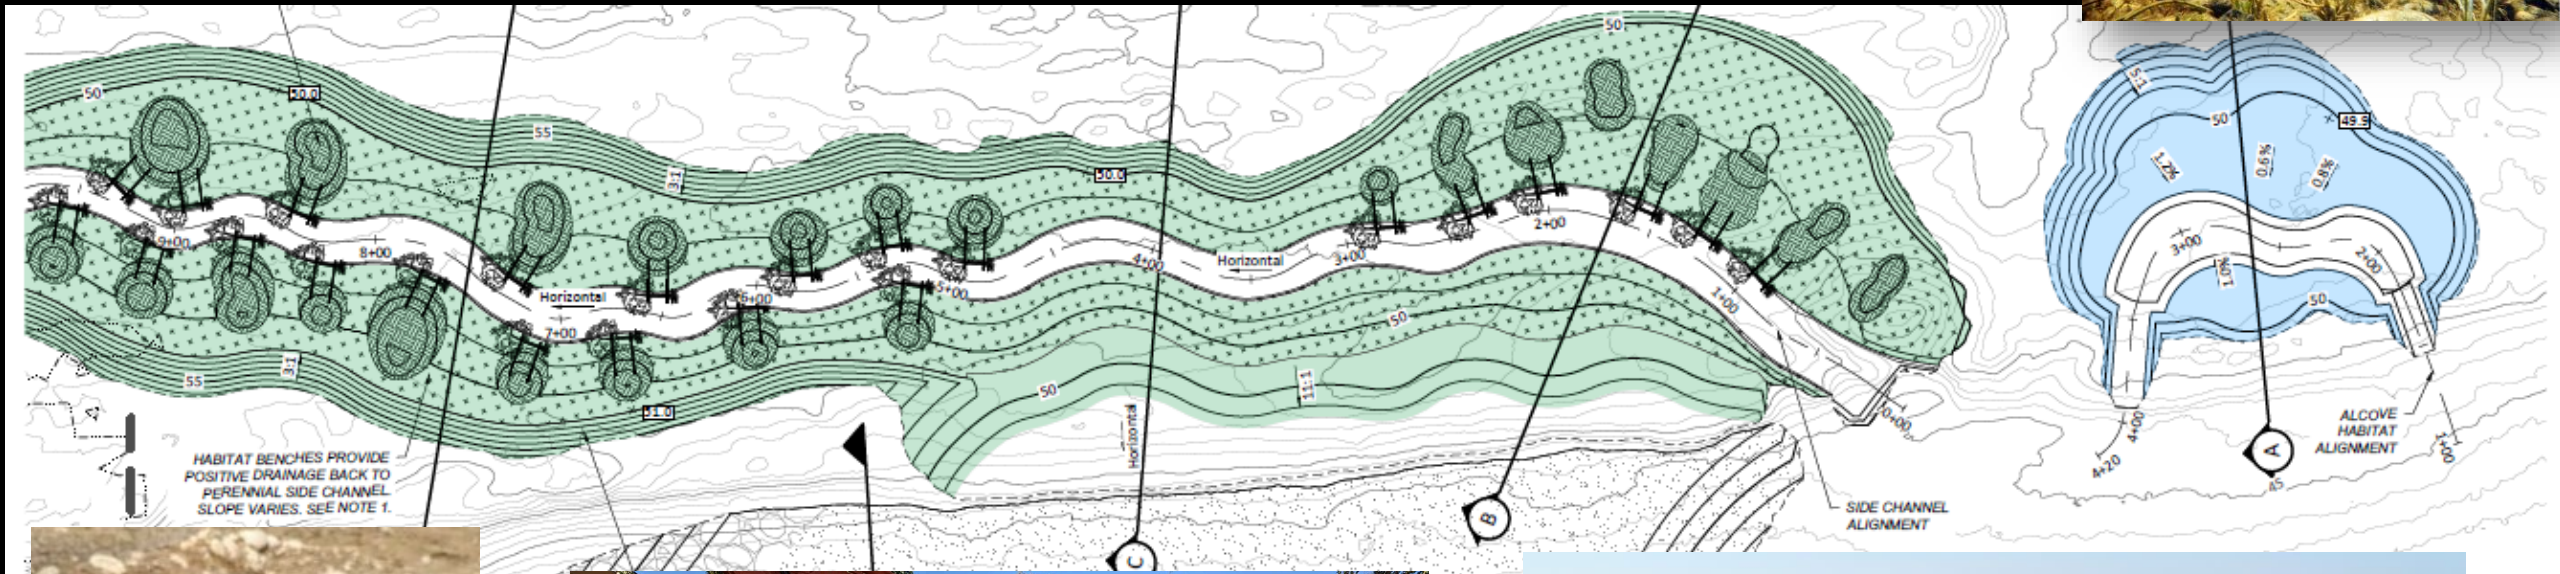 50
50.0
55
3:1
50.0
50
5:1
50
49.9
1.2%
0.6%
0.8%
9+00
8+00
Horizontal
7+00
6+00
5+00
4+00
Horizontal
3+00
2+00
1+00
0+00
3+00
2+00
1.0%
50
50
50
11:1
Horizontal
55
3:1
51.0
HABITAT BENCHES PROVIDE
POSITIVE DRAINAGE BACK TO
PERENNIAL SIDE CHANNEL
SLOPE VARIES. SEE NOTE 1.
C
B
SIDE CHANNEL
ALIGNMENT
4+00
4+20
A
45
ALCOVE
HABITAT
ALIGNMENT
1+00